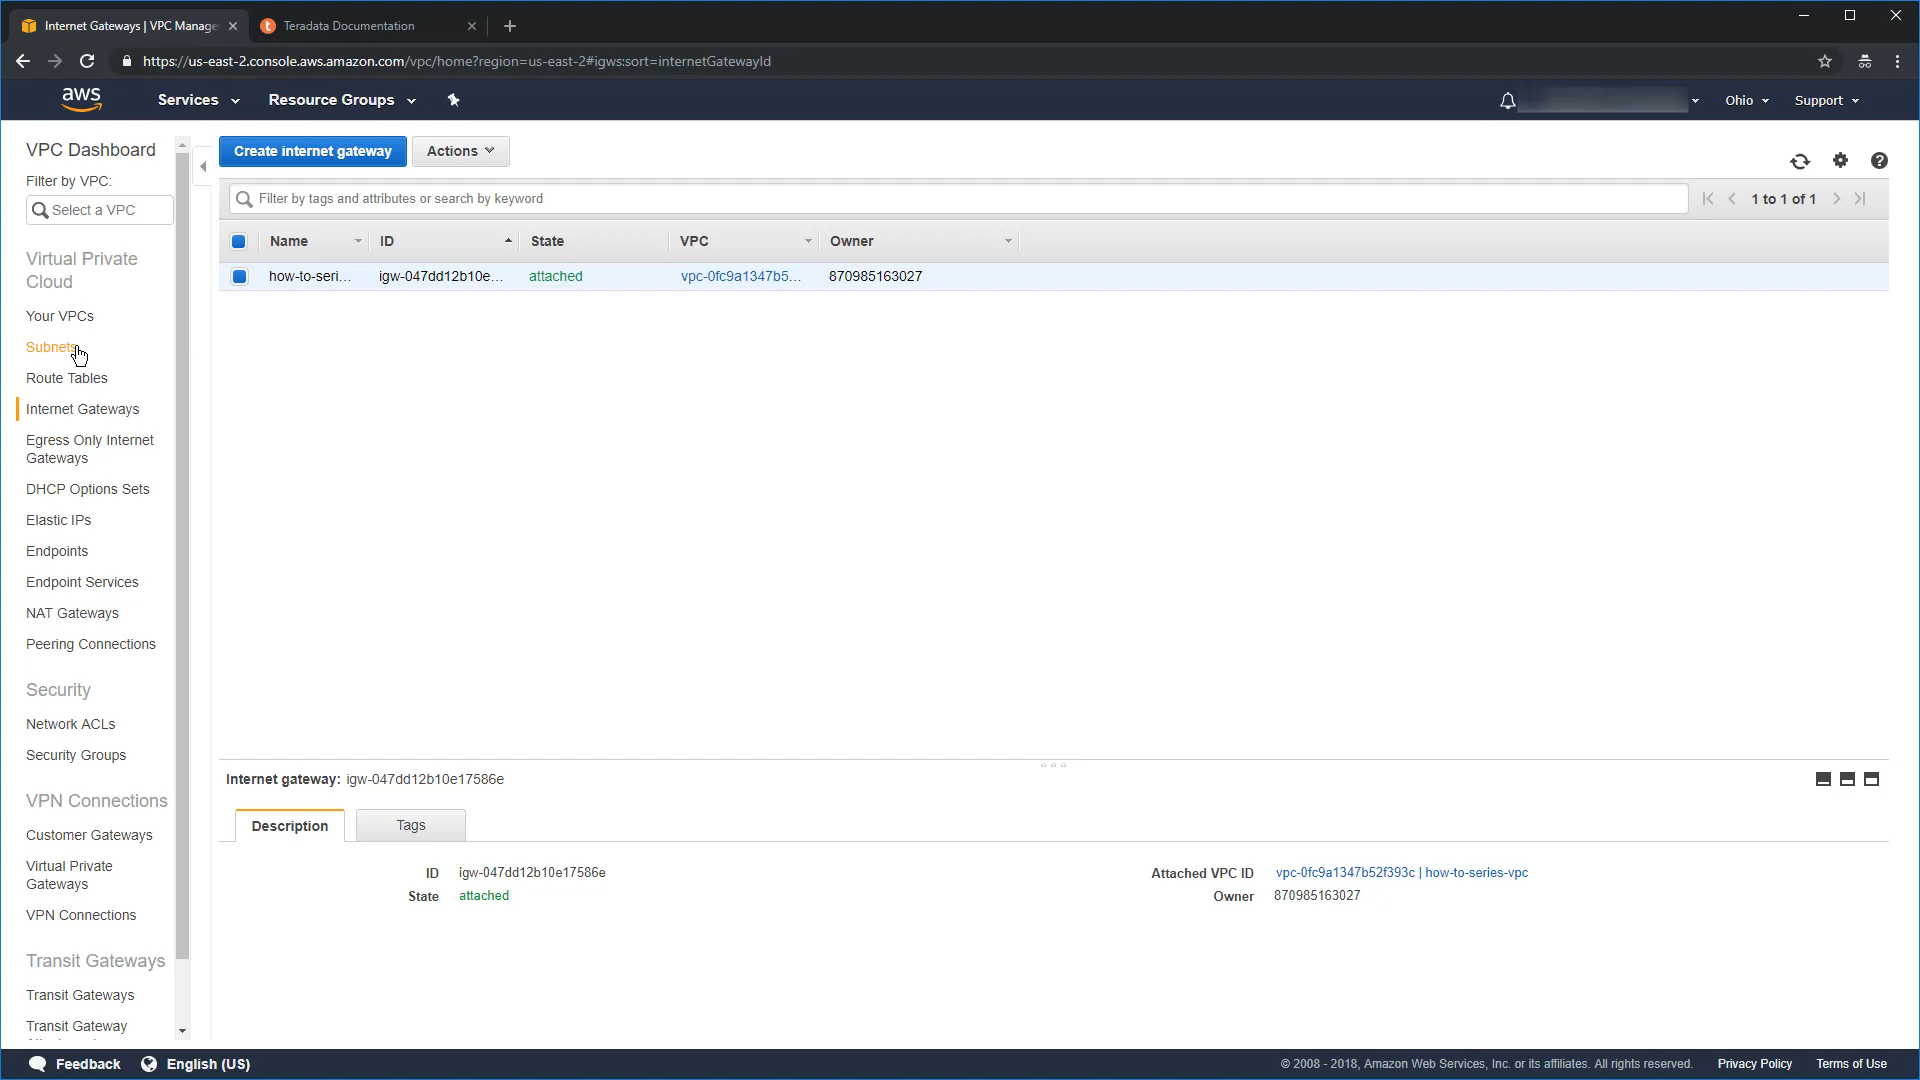 Internet Gateways | VPC Manage
Teradata Documentation
https://us-east-2.console.aws.amazon.com/vpc/home?region=us-east-2#igws:sort=internetGatewayId
aws
Services
Resource Groups
Ohio
Support
VPC Dashboard
Filter by VPC:
Select a VPC
Virtual Private
Cloud
Your VPCs
Subnets
Route Tables
Internet Gateways
Egress Only Internet
Gateways
DHCP Options Sets
Elastic IPs
Endpoints
Endpoint Services
NAT Gateways
Peering Connections
Security
Network ACLs
Security Groups
VPN Connections
Customer Gateways
Virtual Private
Gateways
VPN Connections
Transit Gateways
Transit Gateways
Transit Gateway
Create internet gateway
Actions
Filter by tags and attributes or search by keyword
1 to 1 of 1
Name ID State VPC Owner
how-to-seri... igw-047dd12b10e... attached vpc-0fc9a1347b5... 870985163027
Internet gateway: igw-047dd12b10e17586e
Description
Tags
ID igw-047dd12b10e17586e
State attached
Attached VPC ID vpc-0fc9a1347b52f393c | how-to-series-vpc
Owner 870985163027
Feedback
English (US)
© 2008 - 2018, Amazon Web Services, Inc. or its affiliates. All rights reserved.
Privacy Policy
Terms of Use